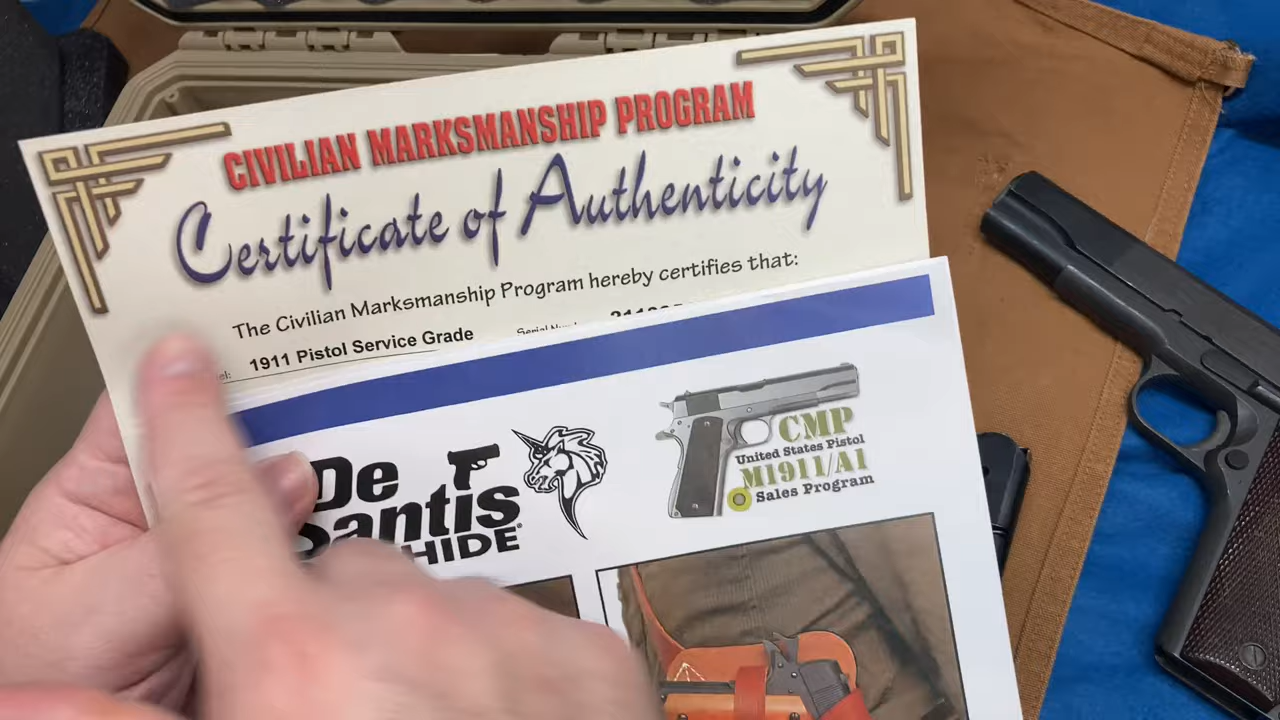 CIVILIAN MARKSMANSHIP PROGRAM
Certificate of Authenticity
The Civilian Marksmanship Program hereby certifies that:
1911 Pistol Service Grade
De
Santis
HIDE
CMP
United States Pistol
M1911/A1
Sales Program